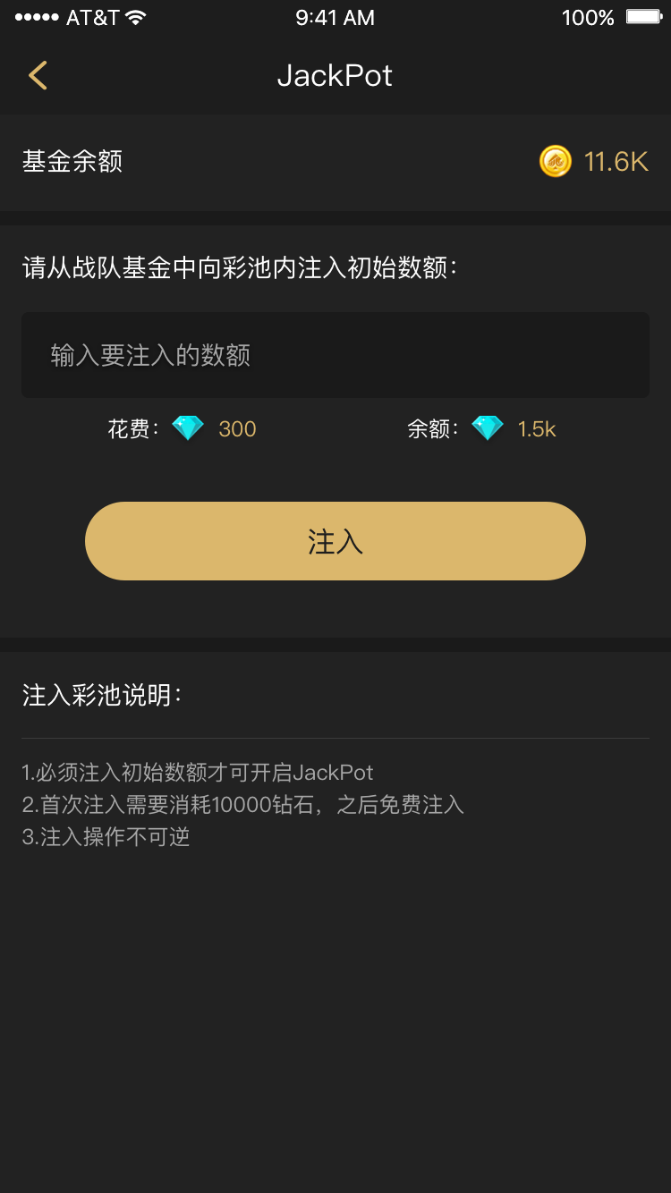 AT&T 9:41 AM 100%
JackPot
基金余额 11.6K
请从战队基金中向彩池内注入初始数额：
输入要注入的数额
花费： 300 余额： 1.5k
注入
注入彩池说明：
1.必须注入初始数额才可开启JackPot
2.首次注入需要消耗10000钻石，之后免费注入
3.注入操作不可逆